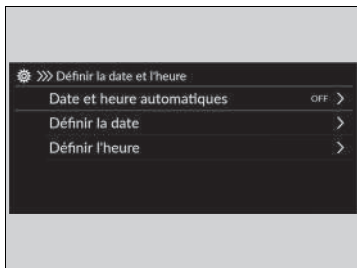 Définir la date et l'heure
Date et heure automatiques OFF
Définir la date
Définir l'heure